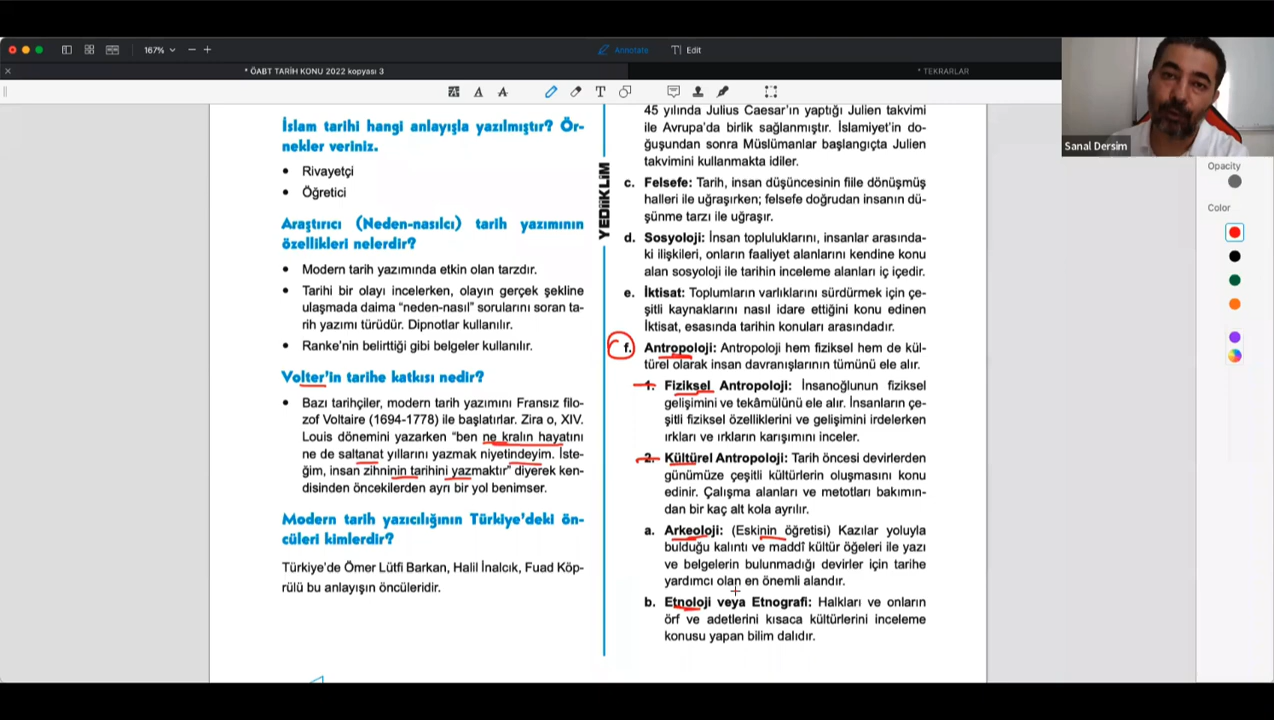 167%
Annotate
Edit
* ÖABT TARİH KONU 2022 kopyası 3
* TEKRARLAR
Sanal Dersim
Opacity
Color
İslam tarihi hangi anlayışla yazılmıştır? Ör-
nekler veriniz.
• Rivayetçi
• Öğretici
Araştırıcı (Neden-nasılcı) tarih yazımının
özellikleri nelerdir?
• Modern tarih yazımında etkin olan tarzdır.
• Tarihi bir olayı incelerken, olayın gerçek şekline
ulaşmada daima “neden-nasıl” sorularını soran ta-
rih yazımı türüdür. Dipnotlar kullanılır.
• Ranke’nin belirttiği gibi belgeler kullanılır.
Volter’in tarihe katkısı nedir?
• Bazı tarihçiler, modern tarih yazımını Fransız filo-
zof Voltaire (1694-1778) ile başlatırlar. Zira o, XIV.
Louis dönemini yazarken “ben ne kralın hayatını
ne de saltanat yıllarını yazmak niyetindeyim. İste-
ğim, insan zihninin tarihini yazmaktır” diyerek ken-
disinden öncekilerden ayrı bir yol benimser.
Modern tarih yazıcılığının Türkiye’deki ön-
cüleri kimlerdir?
Türkiye’de Ömer Lütfi Barkan, Halil İnalcık, Fuad Köp-
rülü bu anlayışın öncüleridir.
YEDİİKLİM
45 yılında Julius Caesar’ın yaptığı Julien takvimi
ile Avrupa’da birlik sağlanmıştır. İslamiyet’in do-
ğuşundan sonra Müslümanlar başlangıçta Julien
takvimini kullanmakta idiler.
c. Felsefe: Tarih, insan düşüncesinin fiile dönüşmüş
halleri ile uğraşırken; felsefe doğrudan insanın dü-
şünme tarzı ile uğraşır.
d. Sosyoloji: İnsan topluluklarını, insanlar arasında-
ki ilişkileri, onların faaliyet alanlarını kendine konu
alan sosyoloji ile tarihin inceleme alanları iç içedir.
e. İktisat: Toplumların varlıklarını sürdürmek için çe-
şitli kaynaklarını nasıl idare ettiğini konu edinen
İktisat, esasında tarihin konuları arasındadır.
f. Antropoloji: Antropoloji hem fiziksel hem de kül-
türel olarak insan davranışlarının tümünü ele alır.
1. Fiziksel Antropoloji: İnsanoğlunun fiziksel
gelişimini ve tekâmülünü ele alır. İnsanların çe-
şitli fiziksel özelliklerini ve gelişimini irdelerken
ırkları ve ırkların karışımını inceler.
2. Kültürel Antropoloji: Tarih öncesi devirlerden
günümüze çeşitli kültürlerin oluşmasını konu
edinir. Çalışma alanları ve metotları bakımın-
dan bir kaç alt kola ayrılır.
a. Arkeoloji: (Eskinin öğretisi) Kazılar yoluyla
bulduğu kalıntı ve maddî kültür öğeleri ile yazı
ve belgelerin bulunmadığı devirler için tarihe
yardımcı olan en önemli alandır.
b. Etnoloji veya Etnografi: Halkları ve onların
örf ve adetlerini kısaca kültürlerini inceleme
konusu yapan bilim dalıdır.